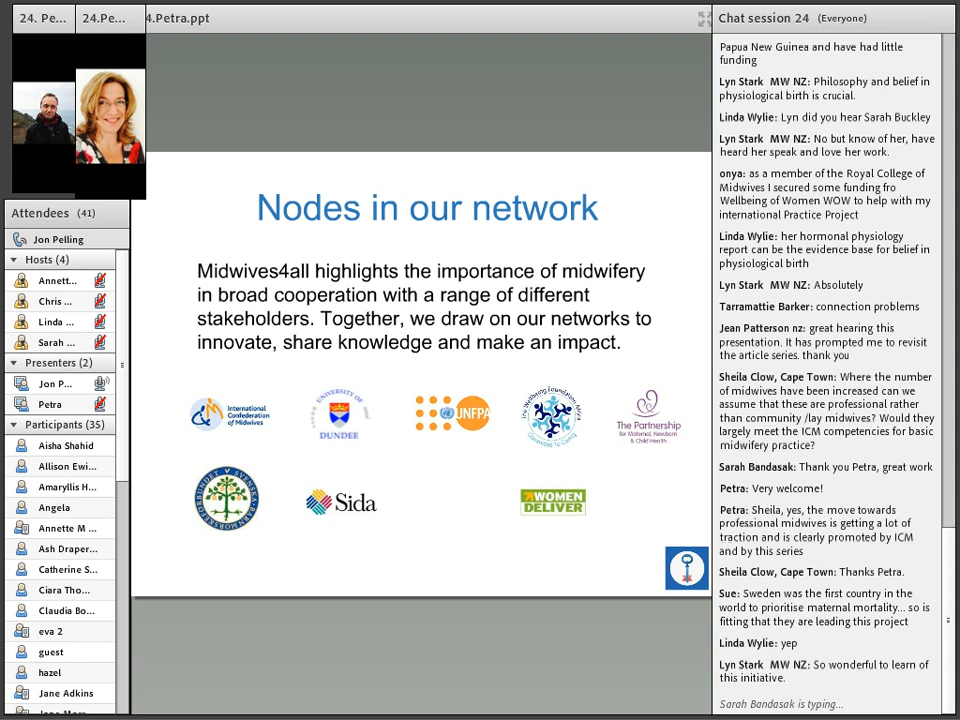 24. Pe...
24.Pe...
4.Petra.ppt
Attendees (41)
Jon Pelling
Hosts (4)
Annett...
Chris ...
Linda ...
Sarah ...
Presenters (2)
Jon P...
Petra
Participants (35)
Aisha Shahid
Allison Ewi...
Amaryllis H...
Angela
Annette M ...
Ash Draper...
Catherine S...
Ciara Tho...
Claudia Bo...
eva 2
guest
hazel
Jane Adkins
Nodes in our network
Midwives4all highlights the importance of midwifery
in broad cooperation with a range of different
stakeholders. Together, we draw on our networks to
innovate, share knowledge and make an impact.
International
Confederation
of Midwives
UNIVERSITY OF
DUNDEE
UNFPA
The Wellbeing Foundation Africa
The Partnership
for Maternal, Newborn
& Child Health
SVENSKA BARNMORSKEFÖRBUNDET
Sida
WOMEN
DELIVER
Chat session 24 (Everyone)
Papua New Guinea and have had little
funding
Lyn Stark MW NZ: Philosophy and belief in
physiological birth is crucial.
Linda Wylie: Lyn did you hear Sarah Buckley
Lyn Stark MW NZ: No but know of her, have
heard her speak and love her work.
onya: as a member of the Royal College of
Midwives I secured some funding fro
Wellbeing of Women WOW to help with my
international Practice Project
Linda Wylie: her hormonal physiology
report can be the evidence base for belief in
physiological birth
Lyn Stark MW NZ: Absolutely
Tarramattie Barker: connection problems
Jean Patterson nz: great hearing this
presentation. It has prompted me to revisit
the article series. thank you
Sheila Clow, Cape Town: Where the number
of midwives have been increased can we
assume that these are professional rather
than community /lay midwives? Would they
largely meet the ICM competencies for basic
midwifery practice?
Sarah Bandasak: Thank you Petra, great work
Petra: Very welcome!
Petra: Sheila, yes, the move towards
professional midwives is getting a lot of
traction and is clearly promoted by ICM
and by this series
Sheila Clow, Cape Town: Thanks Petra.
Sue: Sweden was the first country in the
world to prioritise maternal mortality... so is
fitting that they are leading this project
Linda Wylie: yep
Lyn Stark MW NZ: So wonderful to learn of
this initiative.
Sarah Bandasak is typing...